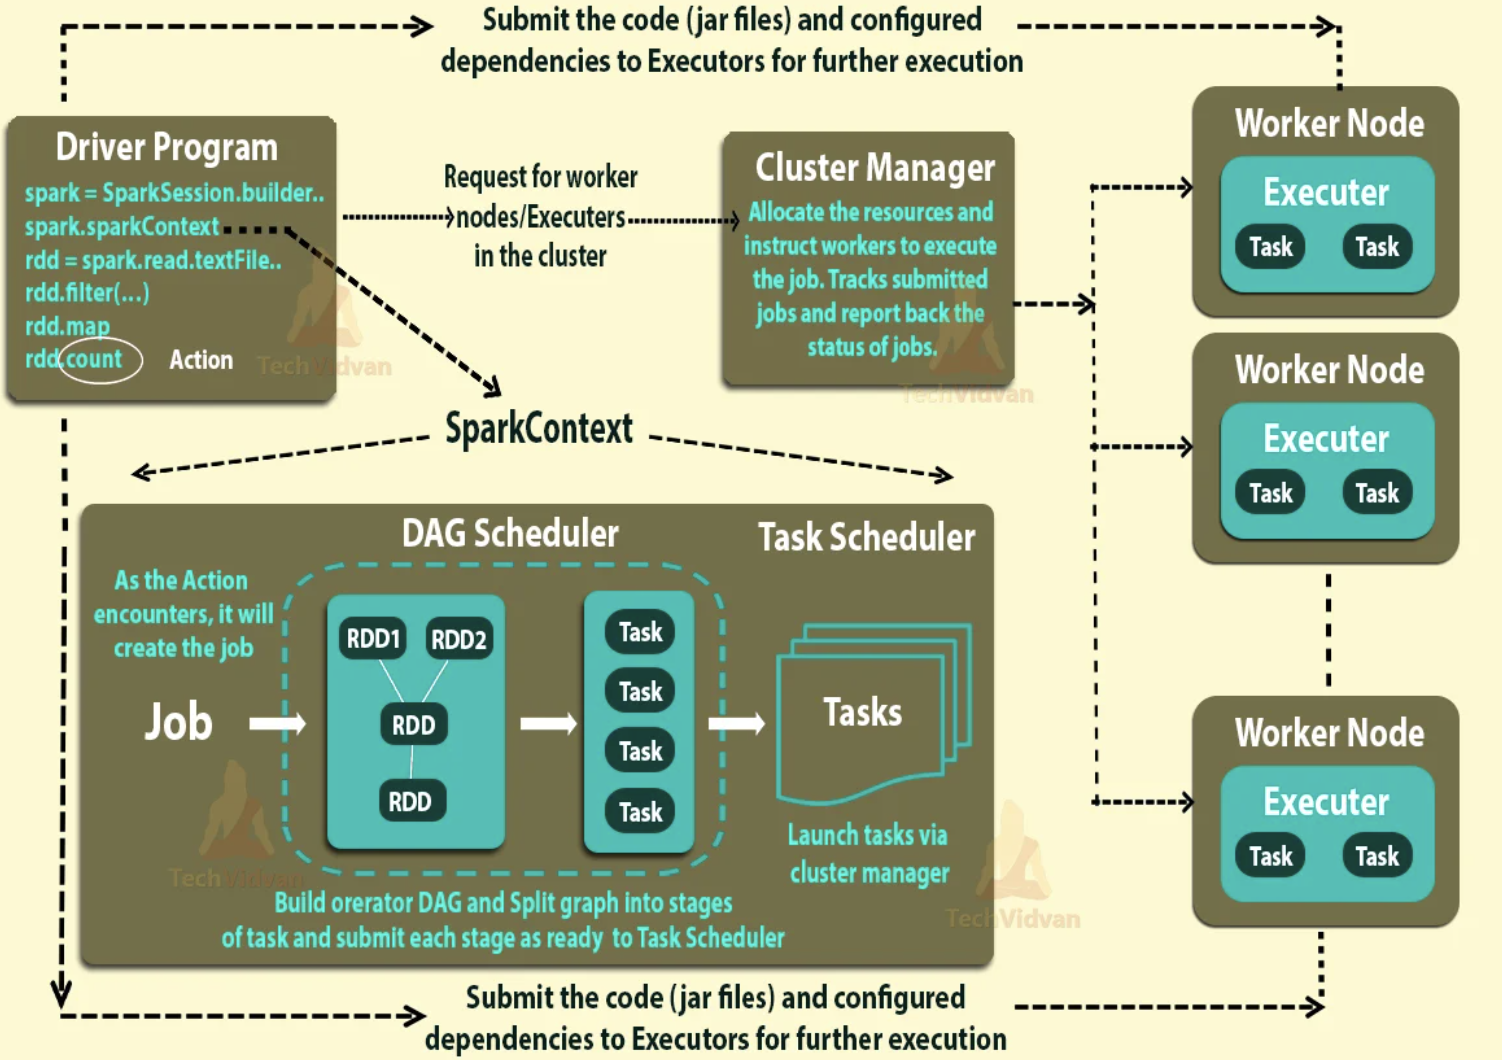 Submit the code (jar files) and configured
dependencies to Executors for further execution
Driver Program
spark = SparkSession.builder..
spark.sparkContext
rdd = spark.read.textFile..
rdd.filter(...)
rdd.map
rdd.count
Action
Request for worker
nodes/Executers
in the cluster
Cluster Manager
Allocate the resources and
instruct workers to execute
the job. Tracks submitted
jobs and report back the
status of jobs.
Worker Node
Executer
Task Task
Worker Node
Executer
Task Task
Worker Node
Executer
Task Task
TechVidvan
TechVidvan
SparkContext
DAG Scheduler
Task Scheduler
As the Action
encounters, it will
create the job
Job
RDD1 RDD2
RDD
RDD
Task
Task
Task
Task
Tasks
Launch tasks via
cluster manager
TechVidvan
TechVidvan
Build orerator DAG and Split graph into stages
of task and submit each stage as ready to Task Scheduler
Submit the code (jar files) and configured
dependencies to Executors for further execution